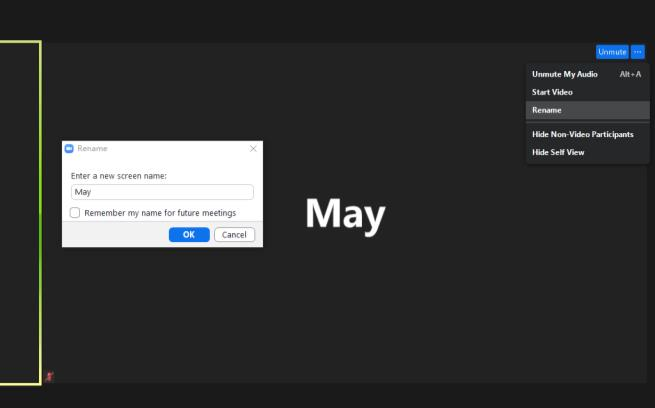 Unmute ...
Unmute My Audio Alt+A
Start Video
Rename
Hide Non-Video Participants
Hide Self View
Rename
Enter a new screen name:
May
Remember my name for future meetings
OK Cancel
May